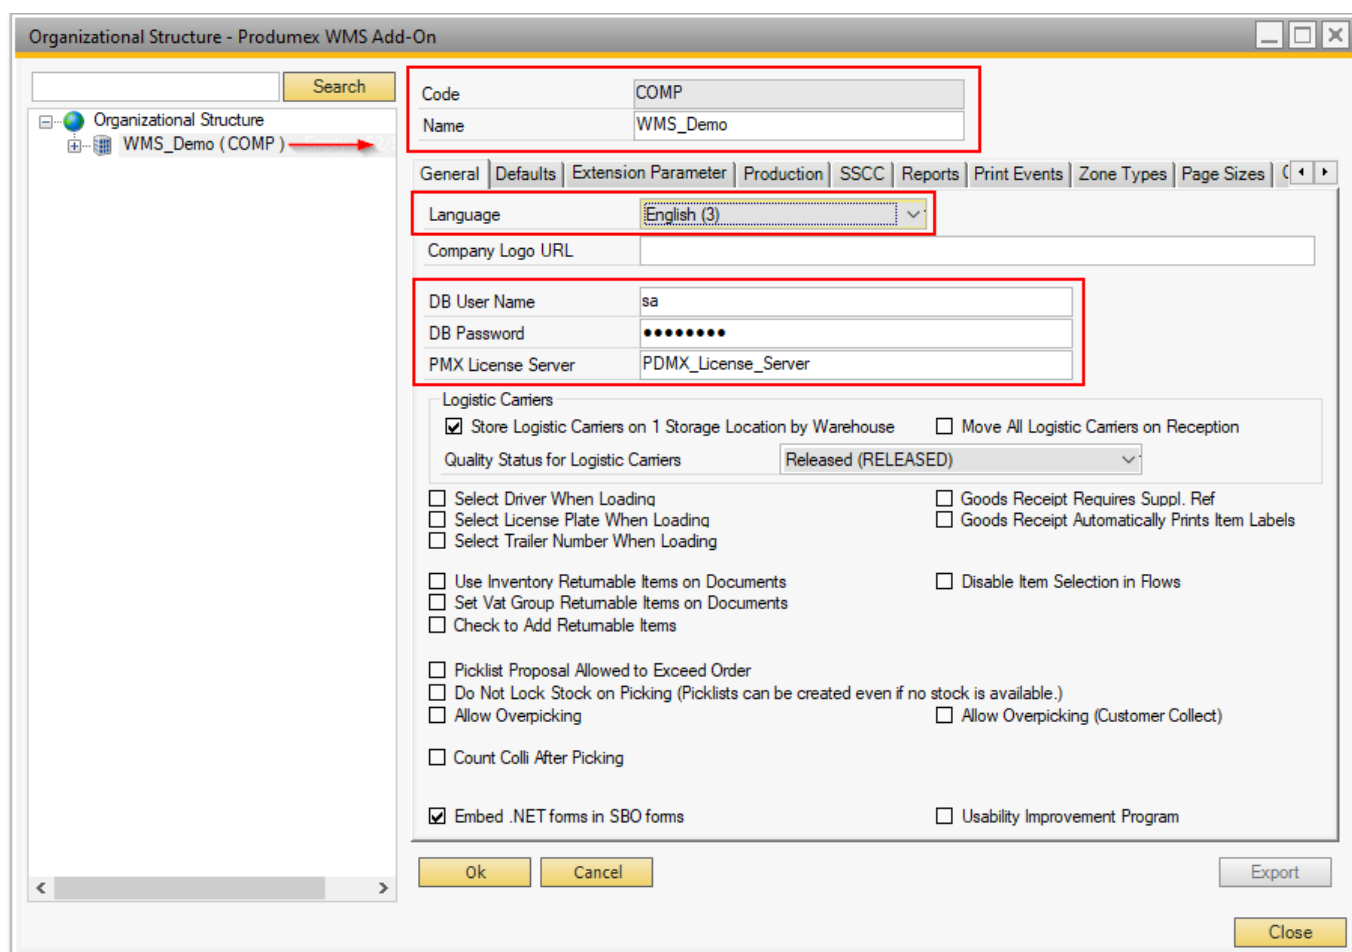 Organizational Structure - Produmex WMS Add-On
Search
Organizational Structure
WMS_Demo ( COMP )
Code COMP
Name WMS_Demo
General Defaults Extension Parameter Production SSCC Reports Print Events Zone Types Page Sizes
Language English (3)
Company Logo URL
DB User Name sa
DB Password ●●●●●●●●
PMX License Server PDMX_License_Server
Logistic Carriers
Store Logistic Carriers on 1 Storage Location by Warehouse Move All Logistic Carriers on Reception
Quality Status for Logistic Carriers Released (RELEASED)
Select Driver When Loading Goods Receipt Requires Suppl. Ref
Select License Plate When Loading Goods Receipt Automatically Prints Item Labels
Select Trailer Number When Loading
Use Inventory Returnable Items on Documents Disable Item Selection in Flows
Set Vat Group Returnable Items on Documents
Check to Add Returnable Items
Picklist Proposal Allowed to Exceed Order
Do Not Lock Stock on Picking (Picklists can be created even if no stock is available.)
Allow Overpicking Allow Overpicking (Customer Collect)
Count Colli After Picking
Embed .NET forms in SBO forms Usability Improvement Program
Ok Cancel Export
Close